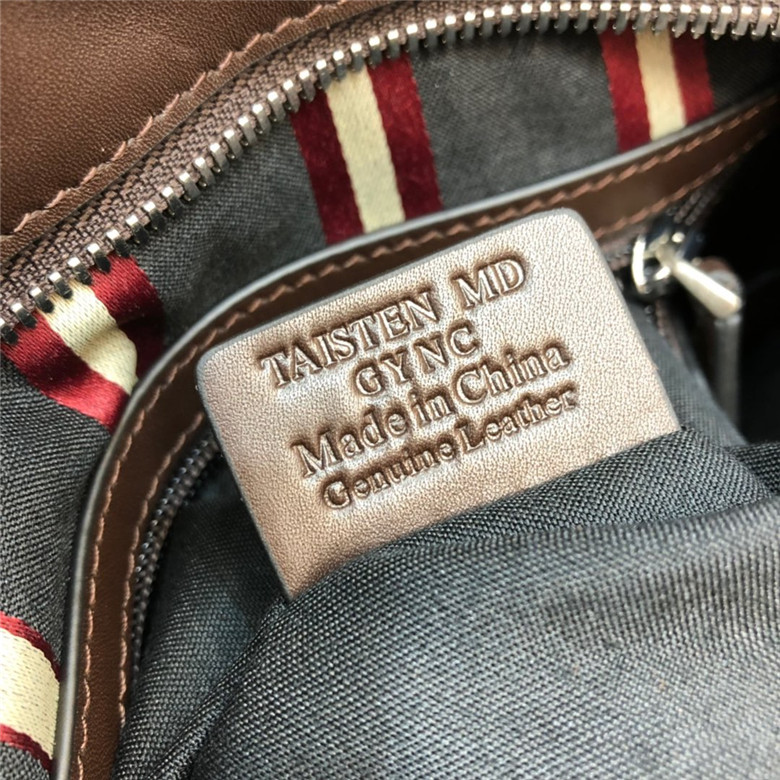 TAISTEN MD
GYNC
Made in China
Genuine Leather